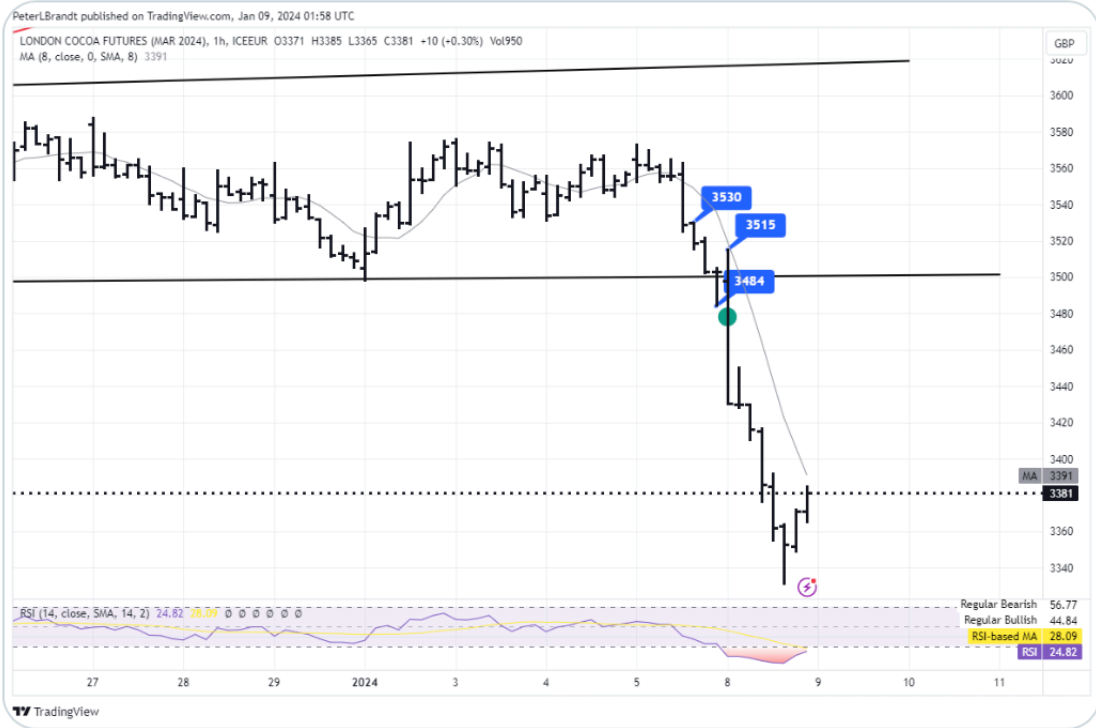 PeterLBrandt published on TradingView.com, Jan 09, 2024 01:58 UTC
LONDON COCOA FUTURES (MAR 2024), 1h, ICEEUR O3371 H3385 L3365 C3381 +10 (+0.30%) Vol950
MA (8, close, 0, SMA, 8) 3391
GBP
3620
3600
3580
3560
3540
3520
3500
3480
3460
3440
3420
3400
MA 3391
3381
3360
3340
3530
3515
3484
RSI (14, close, SMA, 14, 2) 24.82 28.09 Ø Ø Ø Ø Ø Ø
Regular Bearish 56.77
Regular Bullish 44.84
RSI-based MA 28.09
RSI 24.82
27 28 29 2024 3 4 5 8 9 10 11
TradingView